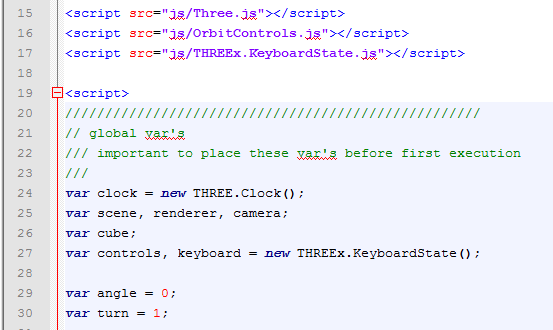 15 <script src="js/Three.js"></script>
16 <script src="js/OrbitControls.js"></script>
17 <script src="js/THREEx.KeyboardState.js"></script>
18
19 <script>
20 ////////////////////////////////////////////////////
21 // global var's
22 /// important to place these var's before first execution
23 ///
24 var clock = new THREE.Clock();
25 var scene, renderer, camera;
26 var cube;
27 var controls, keyboard = new THREEx.KeyboardState();
28
29 var angle = 0;
30 var turn = 1;